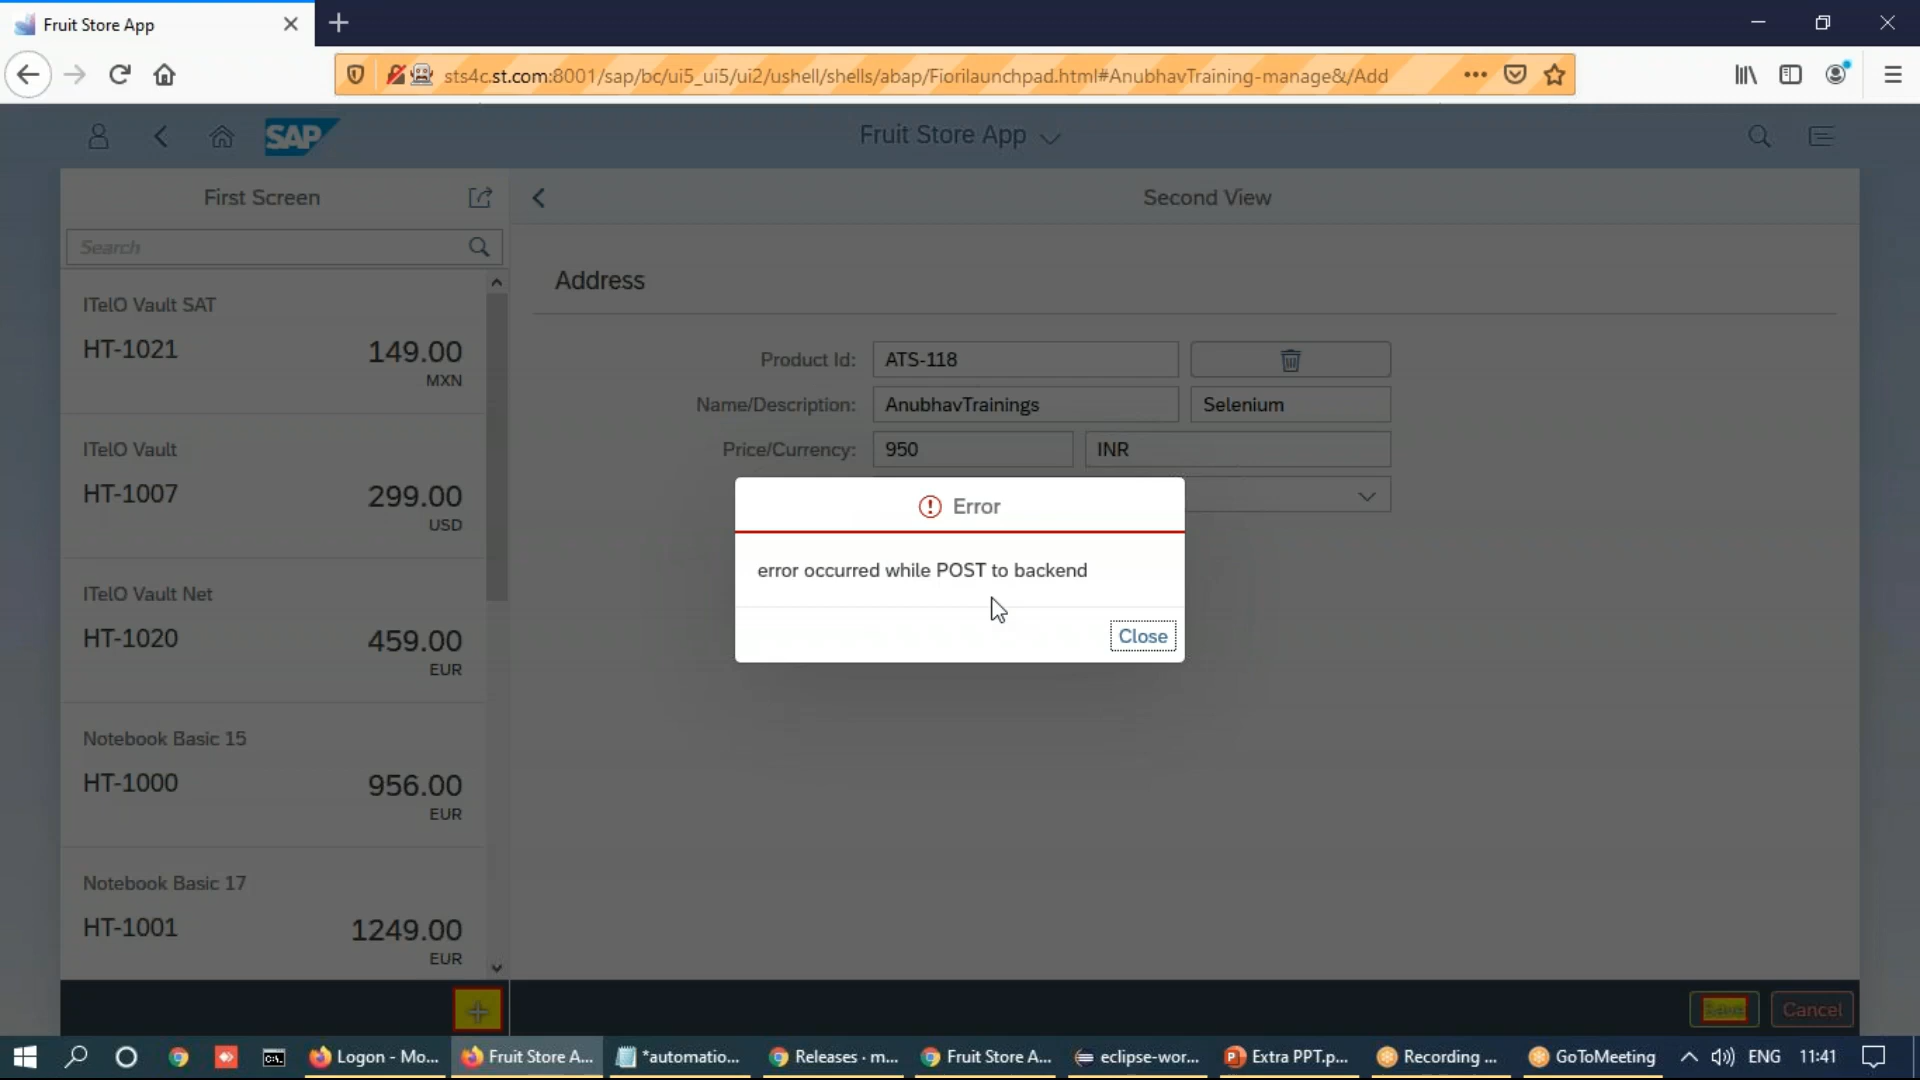 Fruit Store App
sts4c.st.com:8001/sap/bc/ui5_ui5/ui2/ushell/shells/abap/Fiorilaunchpad.html#AnubhavTraining-manage&/Add
SAP
Fruit Store App
First Screen
Second View
Search
Address
ITelO Vault SAT
HT-1021
149.00
MXN
ITelO Vault
HT-1007
299.00
USD
ITelO Vault Net
HT-1020
459.00
EUR
Notebook Basic 15
HT-1000
956.00
EUR
Notebook Basic 17
HT-1001
1249.00
EUR
Product Id:
ATS-118
Name/Description:
AnubhavTrainings
Selenium
Price/Currency:
950
INR
Error
error occurred while POST to backend
Close
Cancel
Logon - Mo...
Fruit Store A...
*automatio...
Releases · m...
Fruit Store A...
eclipse-wor...
Extra PPT.p...
Recording ...
GoToMeeting
ENG
11:41